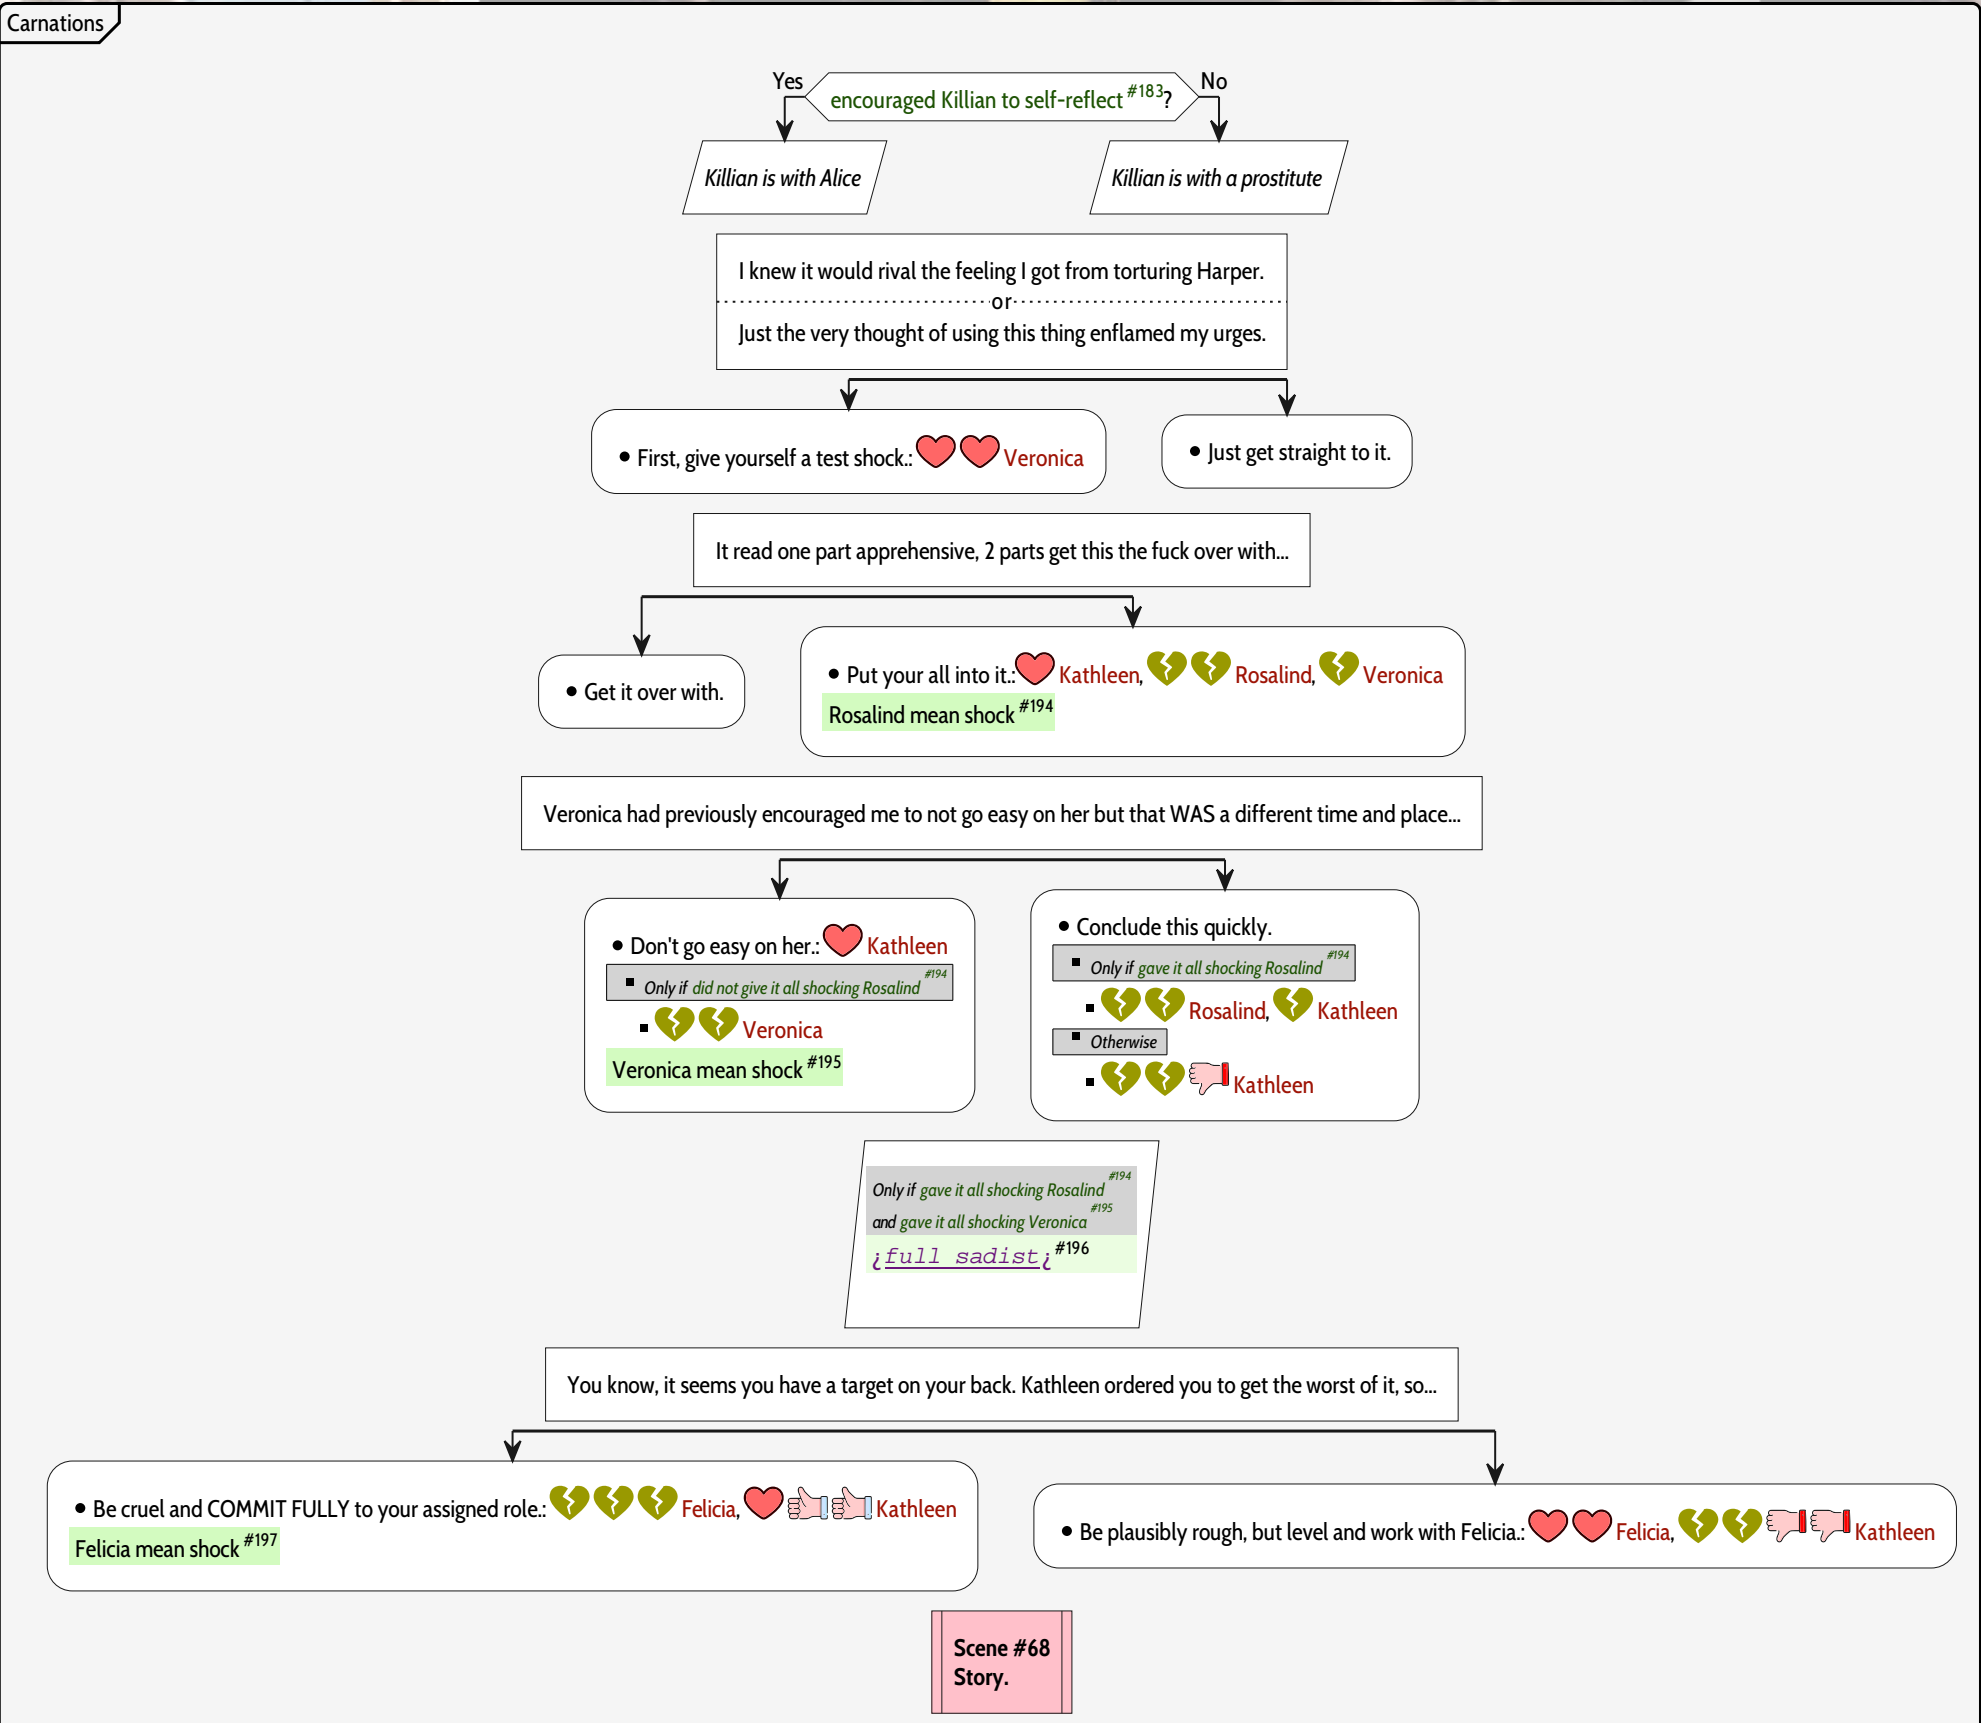 Carnations
Yes
encouraged Killian to self-reflect #183?
No
Killian is with Alice
Killian is with a prostitute
I knew it would rival the feeling I got from torturing Harper.
or
Just the very thought of using this thing enflamed my urges.
• First, give yourself a test shock.: Veronica
• Just get straight to it.
It read one part apprehensive, 2 parts get this the fuck over with...
• Get it over with.
• Put your all into it.: Kathleen, Rosalind, Veronica
Rosalind mean shock #194
Veronica had previously encouraged me to not go easy on her but that WAS a different time and place...
• Don't go easy on her.: Kathleen
▪ Only if did not give it all shocking Rosalind #194
▪ Veronica
Veronica mean shock #195
• Conclude this quickly.
▪ Only if gave it all shocking Rosalind #194
▪ Rosalind, Kathleen
▪ Otherwise
▪ Kathleen
Only if gave it all shocking Rosalind #194
and gave it all shocking Veronica #195
¿full sadist¿ #196
You know, it seems you have a target on your back. Kathleen ordered you to get the worst of it, so...
• Be cruel and COMMIT FULLY to your assigned role.: Felicia, Kathleen
Felicia mean shock #197
• Be plausibly rough, but level and work with Felicia.: Felicia, Kathleen
Scene #68
Story.